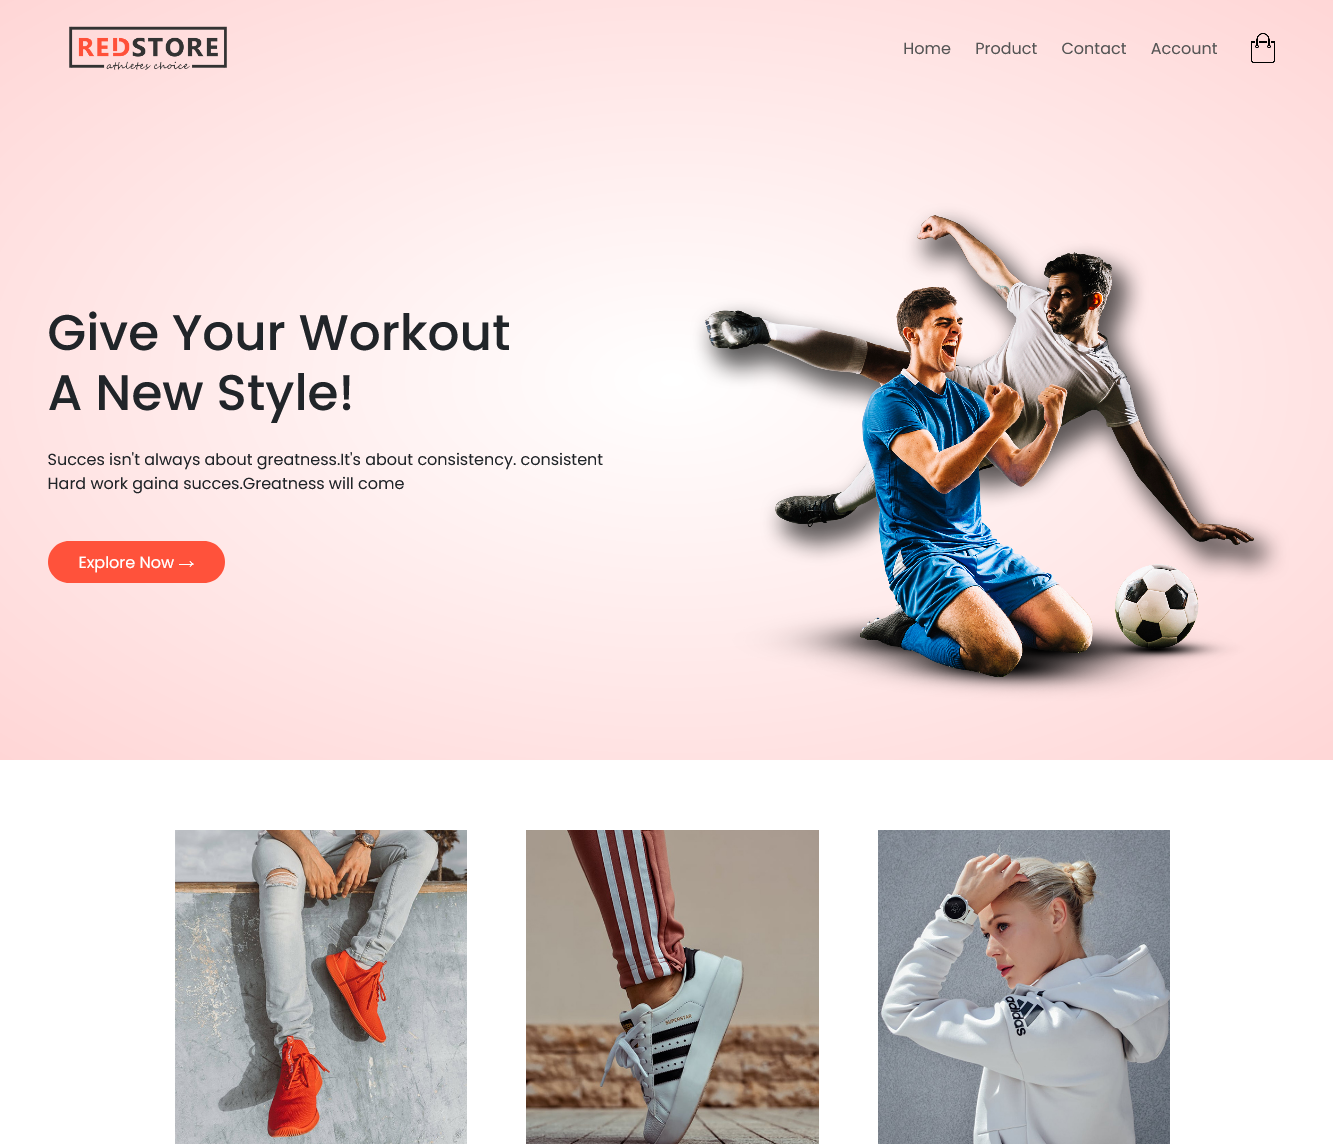 REDSTORE
athletes choice
Home Product Contact Account
Give Your Workout
A New Style!
Succes isn't always about greatness.It's about consistency. consistent
Hard work gaina succes.Greatness will come
Explore Now →
SUPERSTAR
adidas